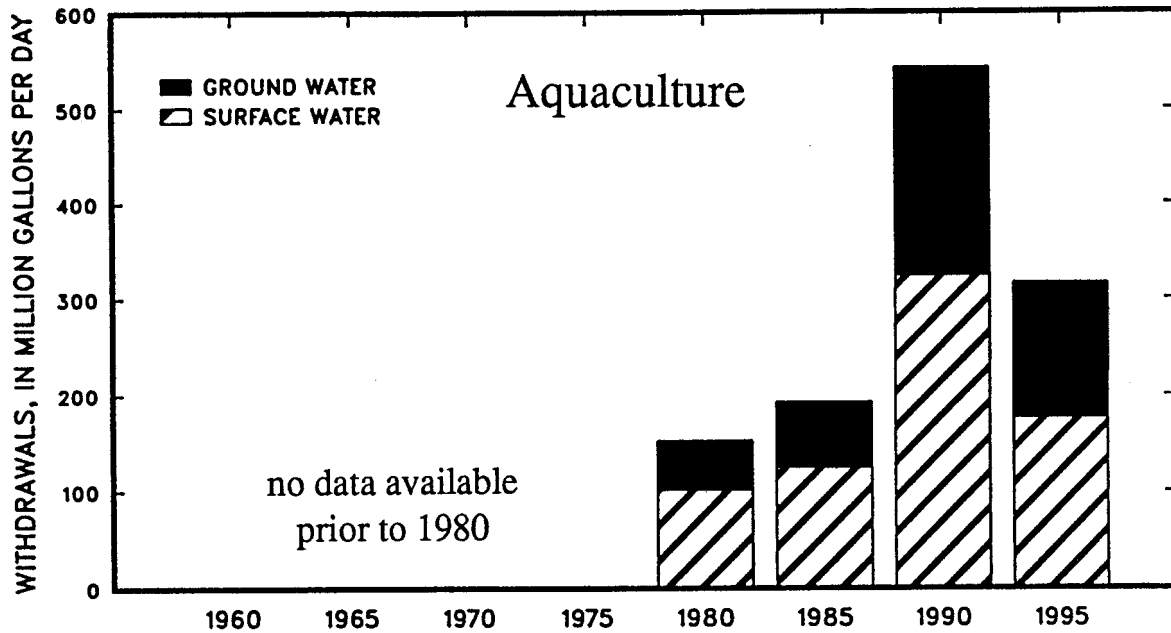 WITHDRAWALS, IN MILLION GALLONS PER DAY
600
500
400
300
200
100
0
GROUND WATER
SURFACE WATER
Aquaculture
no data available
prior to 1980
1960 1965 1970 1975 1980 1985 1990 1995